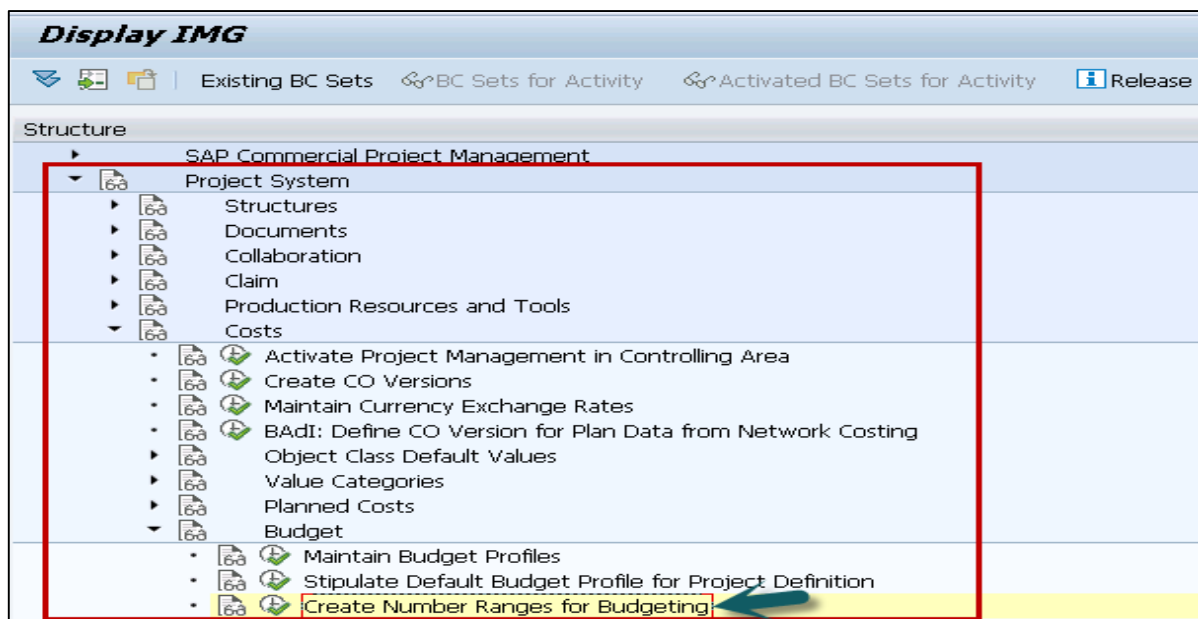 Display IMG
Existing BC Sets BC Sets for Activity Activated BC Sets for Activity Release
Structure
SAP Commercial Project Management
Project System
Structures
Documents
Collaboration
Claim
Production Resources and Tools
Costs
Activate Project Management in Controlling Area
Create CO Versions
Maintain Currency Exchange Rates
BAdI: Define CO Version for Plan Data from Network Costing
Object Class Default Values
Value Categories
Planned Costs
Budget
Maintain Budget Profiles
Stipulate Default Budget Profile for Project Definition
Create Number Ranges for Budgeting